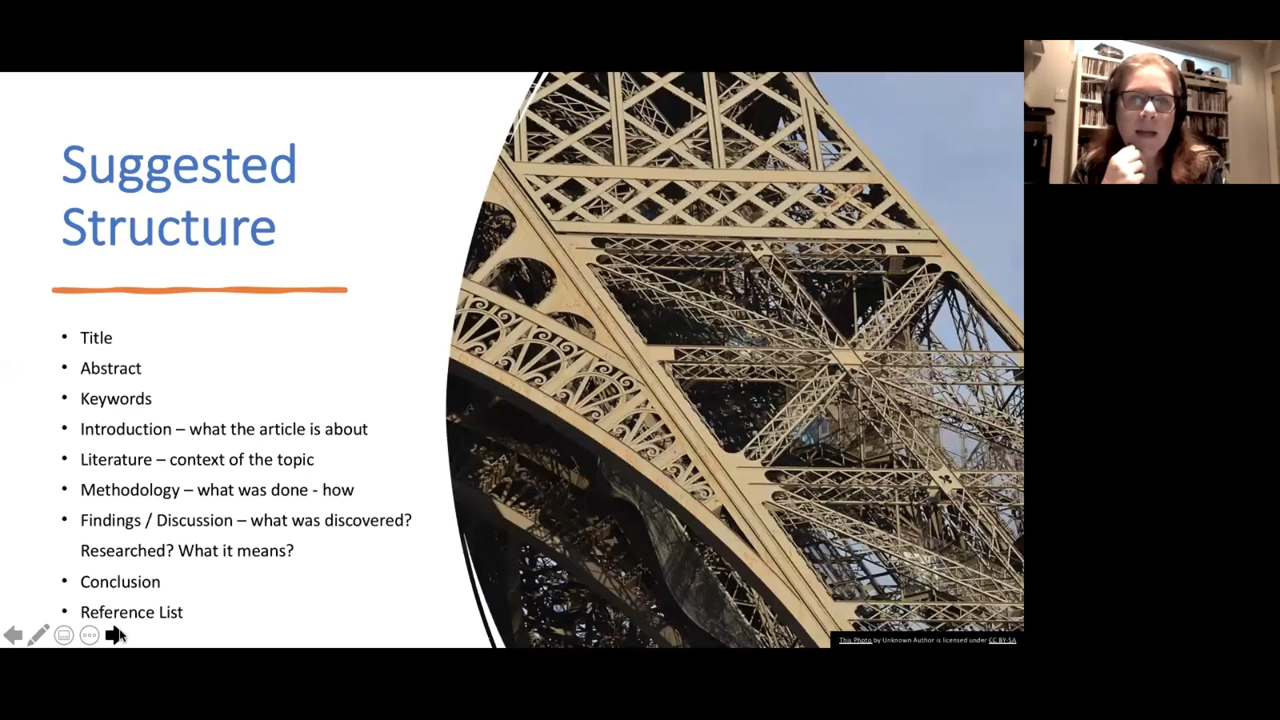 Suggested
Structure
• Title
• Abstract
• Keywords
• Introduction – what the article is about
• Literature – context of the topic
• Methodology – what was done - how
• Findings / Discussion – what was discovered?
Researched? What it means?
• Conclusion
• Reference List
This Photo by Unknown Author is licensed under CC BY-SA